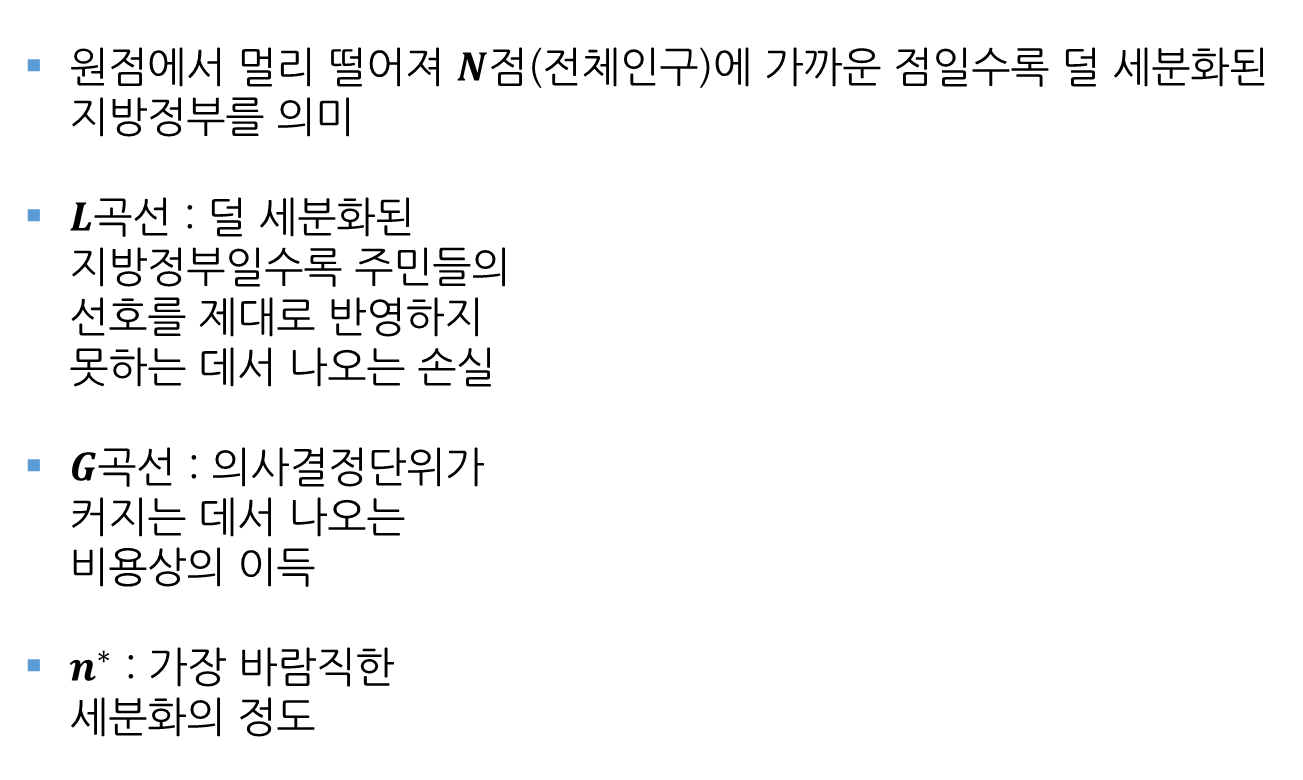 ▪ 원점에서 멀리 떨어져 N점(전체인구)에 가까운 점일수록 덜 세분화된
지방정부를 의미
▪ L곡선 : 덜 세분화된
지방정부일수록 주민들의
선호를 제대로 반영하지
못하는 데서 나오는 손실
▪ G곡선 : 의사결정단위가
커지는 데서 나오는
비용상의 이득
▪ n* : 가장 바람직한
세분화의 정도